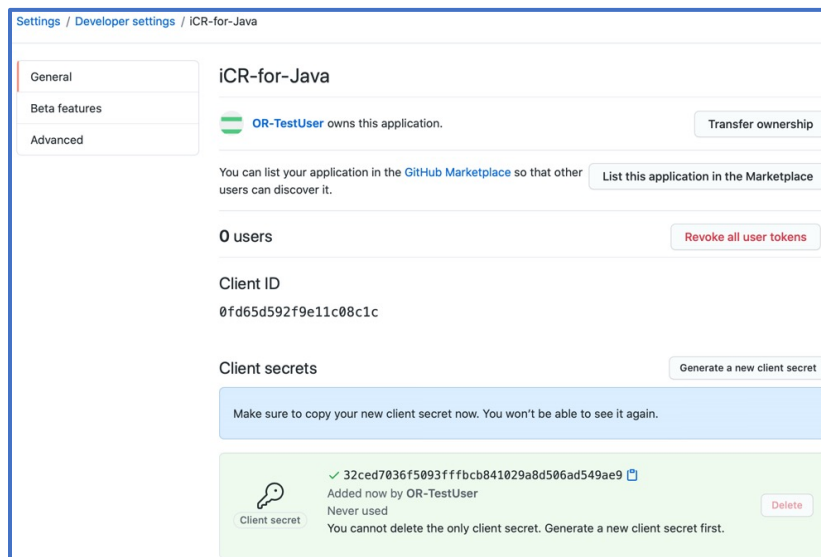 Settings / Developer settings / iCR-for-Java
General
Beta features
Advanced
iCR-for-Java
OR-TestUser owns this application.
Transfer ownership
You can list your application in the GitHub Marketplace so that other
users can discover it.
List this application in the Marketplace
0 users
Revoke all user tokens
Client ID
0fd65d592f9e11c08c1c
Client secrets
Generate a new client secret
Make sure to copy your new client secret now. You won't be able to see it again.
32ced7036f5093fffbcb841029a8d506ad549ae9
Added now by OR-TestUser
Never used
You cannot delete the only client secret. Generate a new client secret first.
Client secret
Delete